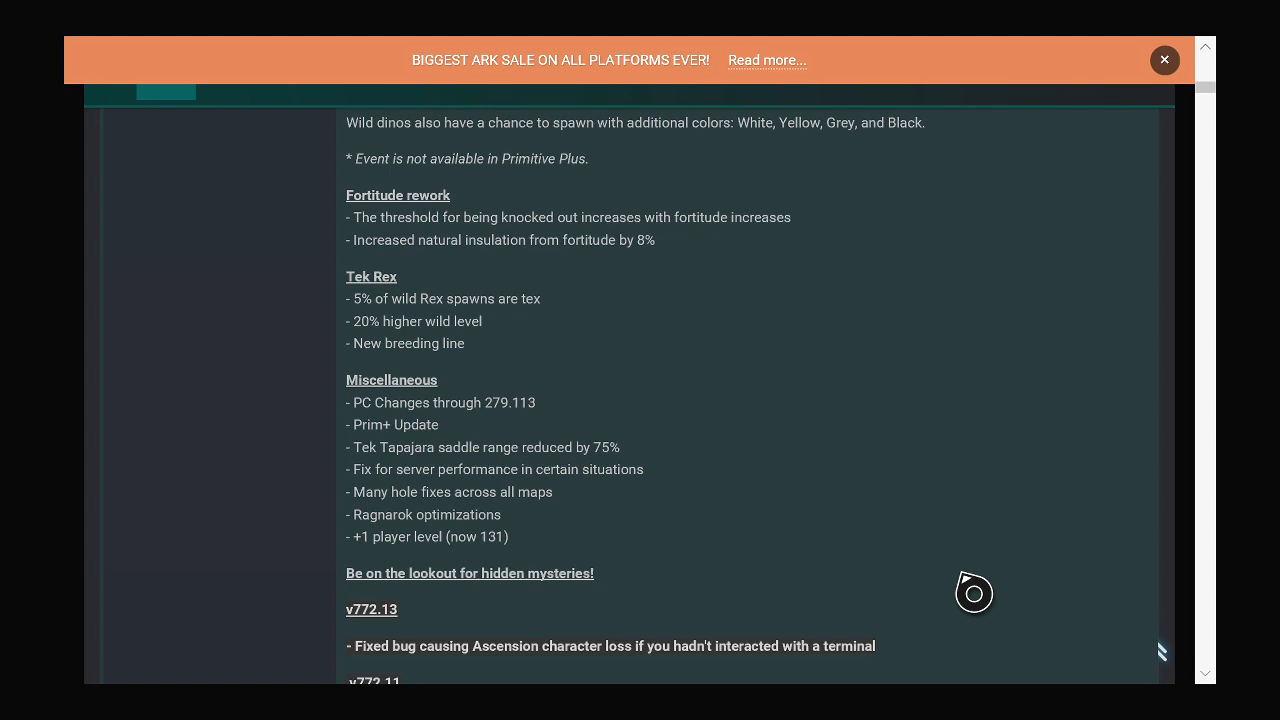 BIGGEST ARK SALE ON ALL PLATFORMS EVER! Read more...
Wild dinos also have a chance to spawn with additional colors: White, Yellow, Grey, and Black.
* Event is not available in Primitive Plus.
Fortitude rework
- The threshold for being knocked out increases with fortitude increases
- Increased natural insulation from fortitude by 8%
Tek Rex
- 5% of wild Rex spawns are tex
- 20% higher wild level
- New breeding line
Miscellaneous
- PC Changes through 279.113
- Prim+ Update
- Tek Tapajara saddle range reduced by 75%
- Fix for server performance in certain situations
- Many hole fixes across all maps
- Ragnarok optimizations
- +1 player level (now 131)
Be on the lookout for hidden mysteries!
v772.13
- Fixed bug causing Ascension character loss if you hadn't interacted with a terminal
v772.11